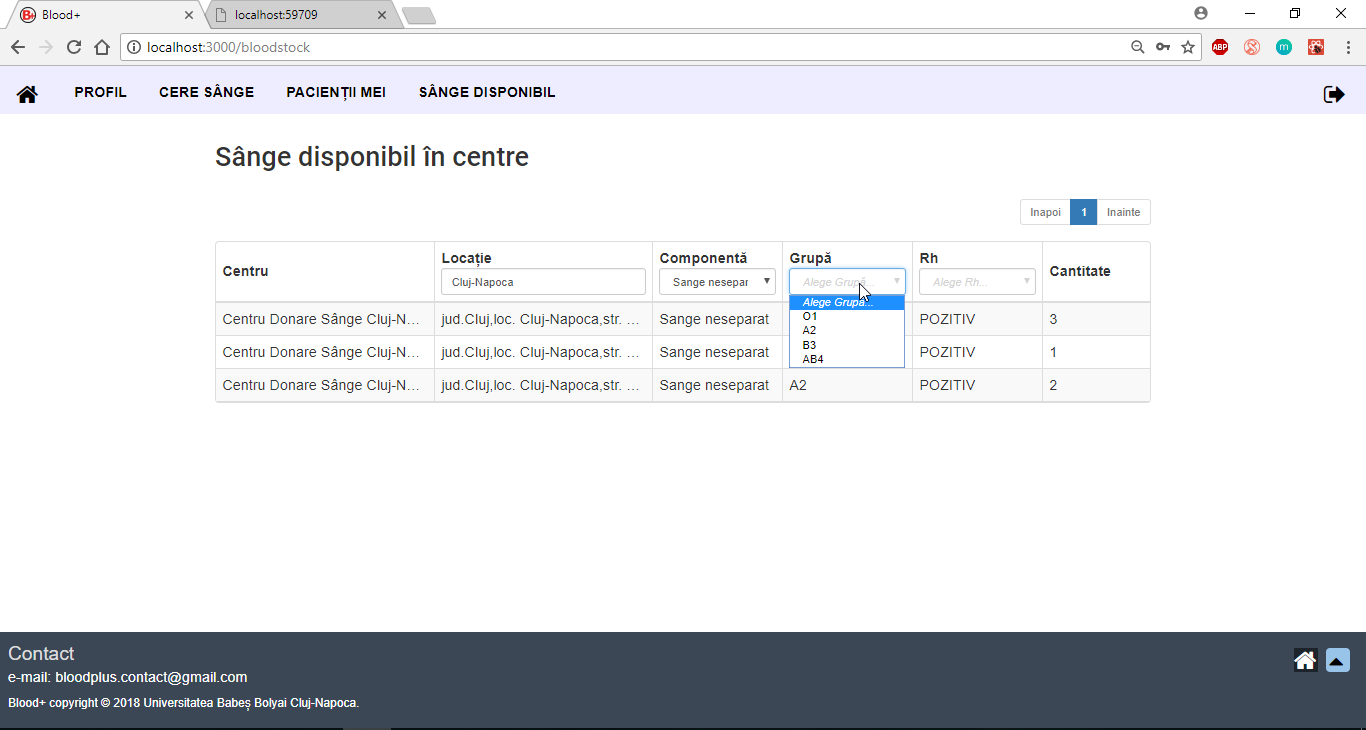 Blood+
localhost:59709
localhost:3000/bloodstock
ABP
m
PROFIL CERE SÂNGE PACIENȚII MEI SÂNGE DISPONIBIL
Sânge disponibil în centre
Inapoi 1 Inainte
Centru Locație Componentă Grupă Rh Cantitate
Cluj-Napoca Sange nesepar Alege Rh...
Alege Grupă...
O1
A2
B3
AB4
Centru Donare Sânge Cluj-N... jud.Cluj,loc. Cluj-Napoca,str. ... Sange neseparat POZITIV 3
Centru Donare Sânge Cluj-N... jud.Cluj,loc. Cluj-Napoca,str. ... Sange neseparat POZITIV 1
Centru Donare Sânge Cluj-N... jud.Cluj,loc. Cluj-Napoca,str. ... Sange neseparat A2 POZITIV 2
Contact
e-mail: bloodplus.contact@gmail.com
Blood+ copyright © 2018 Universitatea Babeș Bolyai Cluj-Napoca.